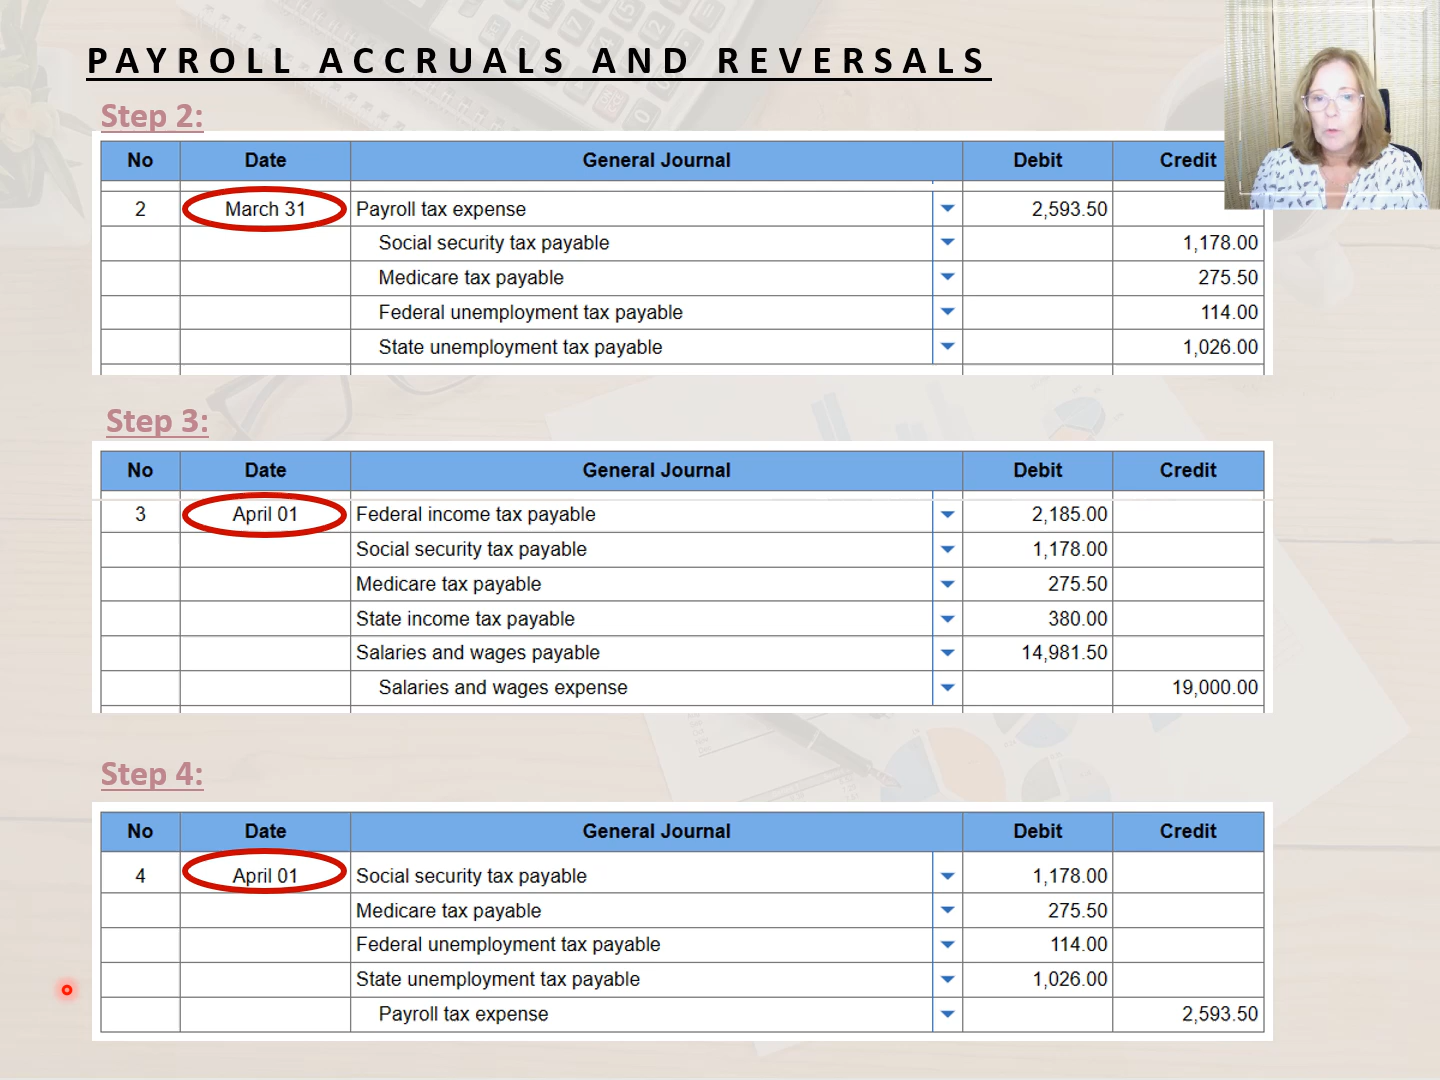 PAYROLL ACCRUALS AND REVERSALS
Step 2:
No Date General Journal Debit Credit
2 March 31 Payroll tax expense 2,593.50
Social security tax payable 1,178.00
Medicare tax payable 275.50
Federal unemployment tax payable 114.00
State unemployment tax payable 1,026.00
Step 3:
No Date General Journal Debit Credit
3 April 01 Federal income tax payable 2,185.00
Social security tax payable 1,178.00
Medicare tax payable 275.50
State income tax payable 380.00
Salaries and wages payable 14,981.50
Salaries and wages expense 19,000.00
Step 4:
No Date General Journal Debit Credit
4 April 01 Social security tax payable 1,178.00
Medicare tax payable 275.50
Federal unemployment tax payable 114.00
State unemployment tax payable 1,026.00
Payroll tax expense 2,593.50